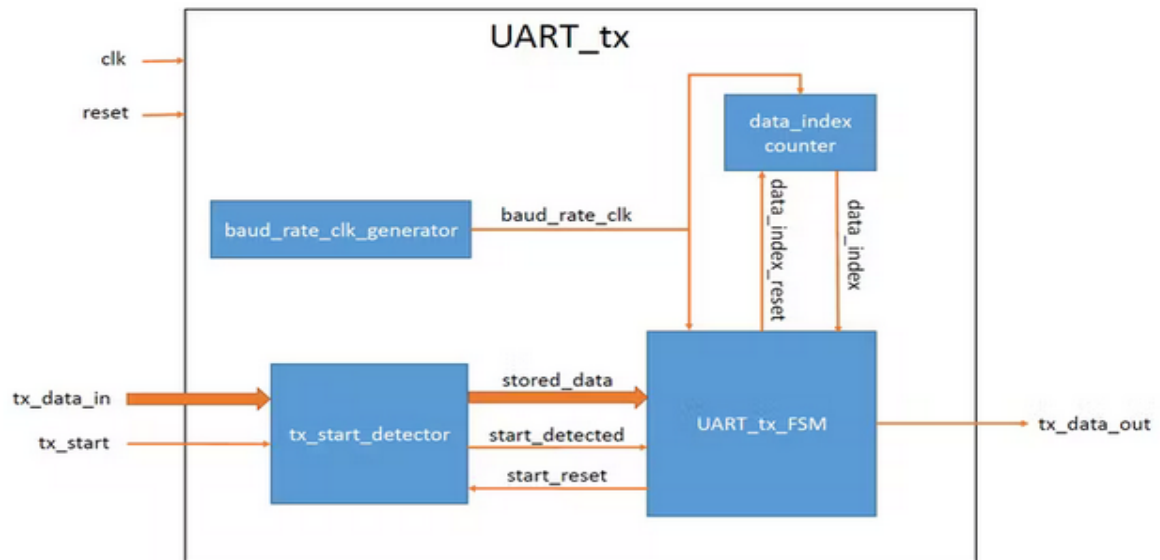 UART_tx
clk
reset
data_index
counter
baud_rate_clk_generator
baud_rate_clk
data_index_reset
data_index
tx_data_in
tx_start
tx_start_detector
stored_data
start_detected
start_reset
UART_tx_FSM
tx_data_out